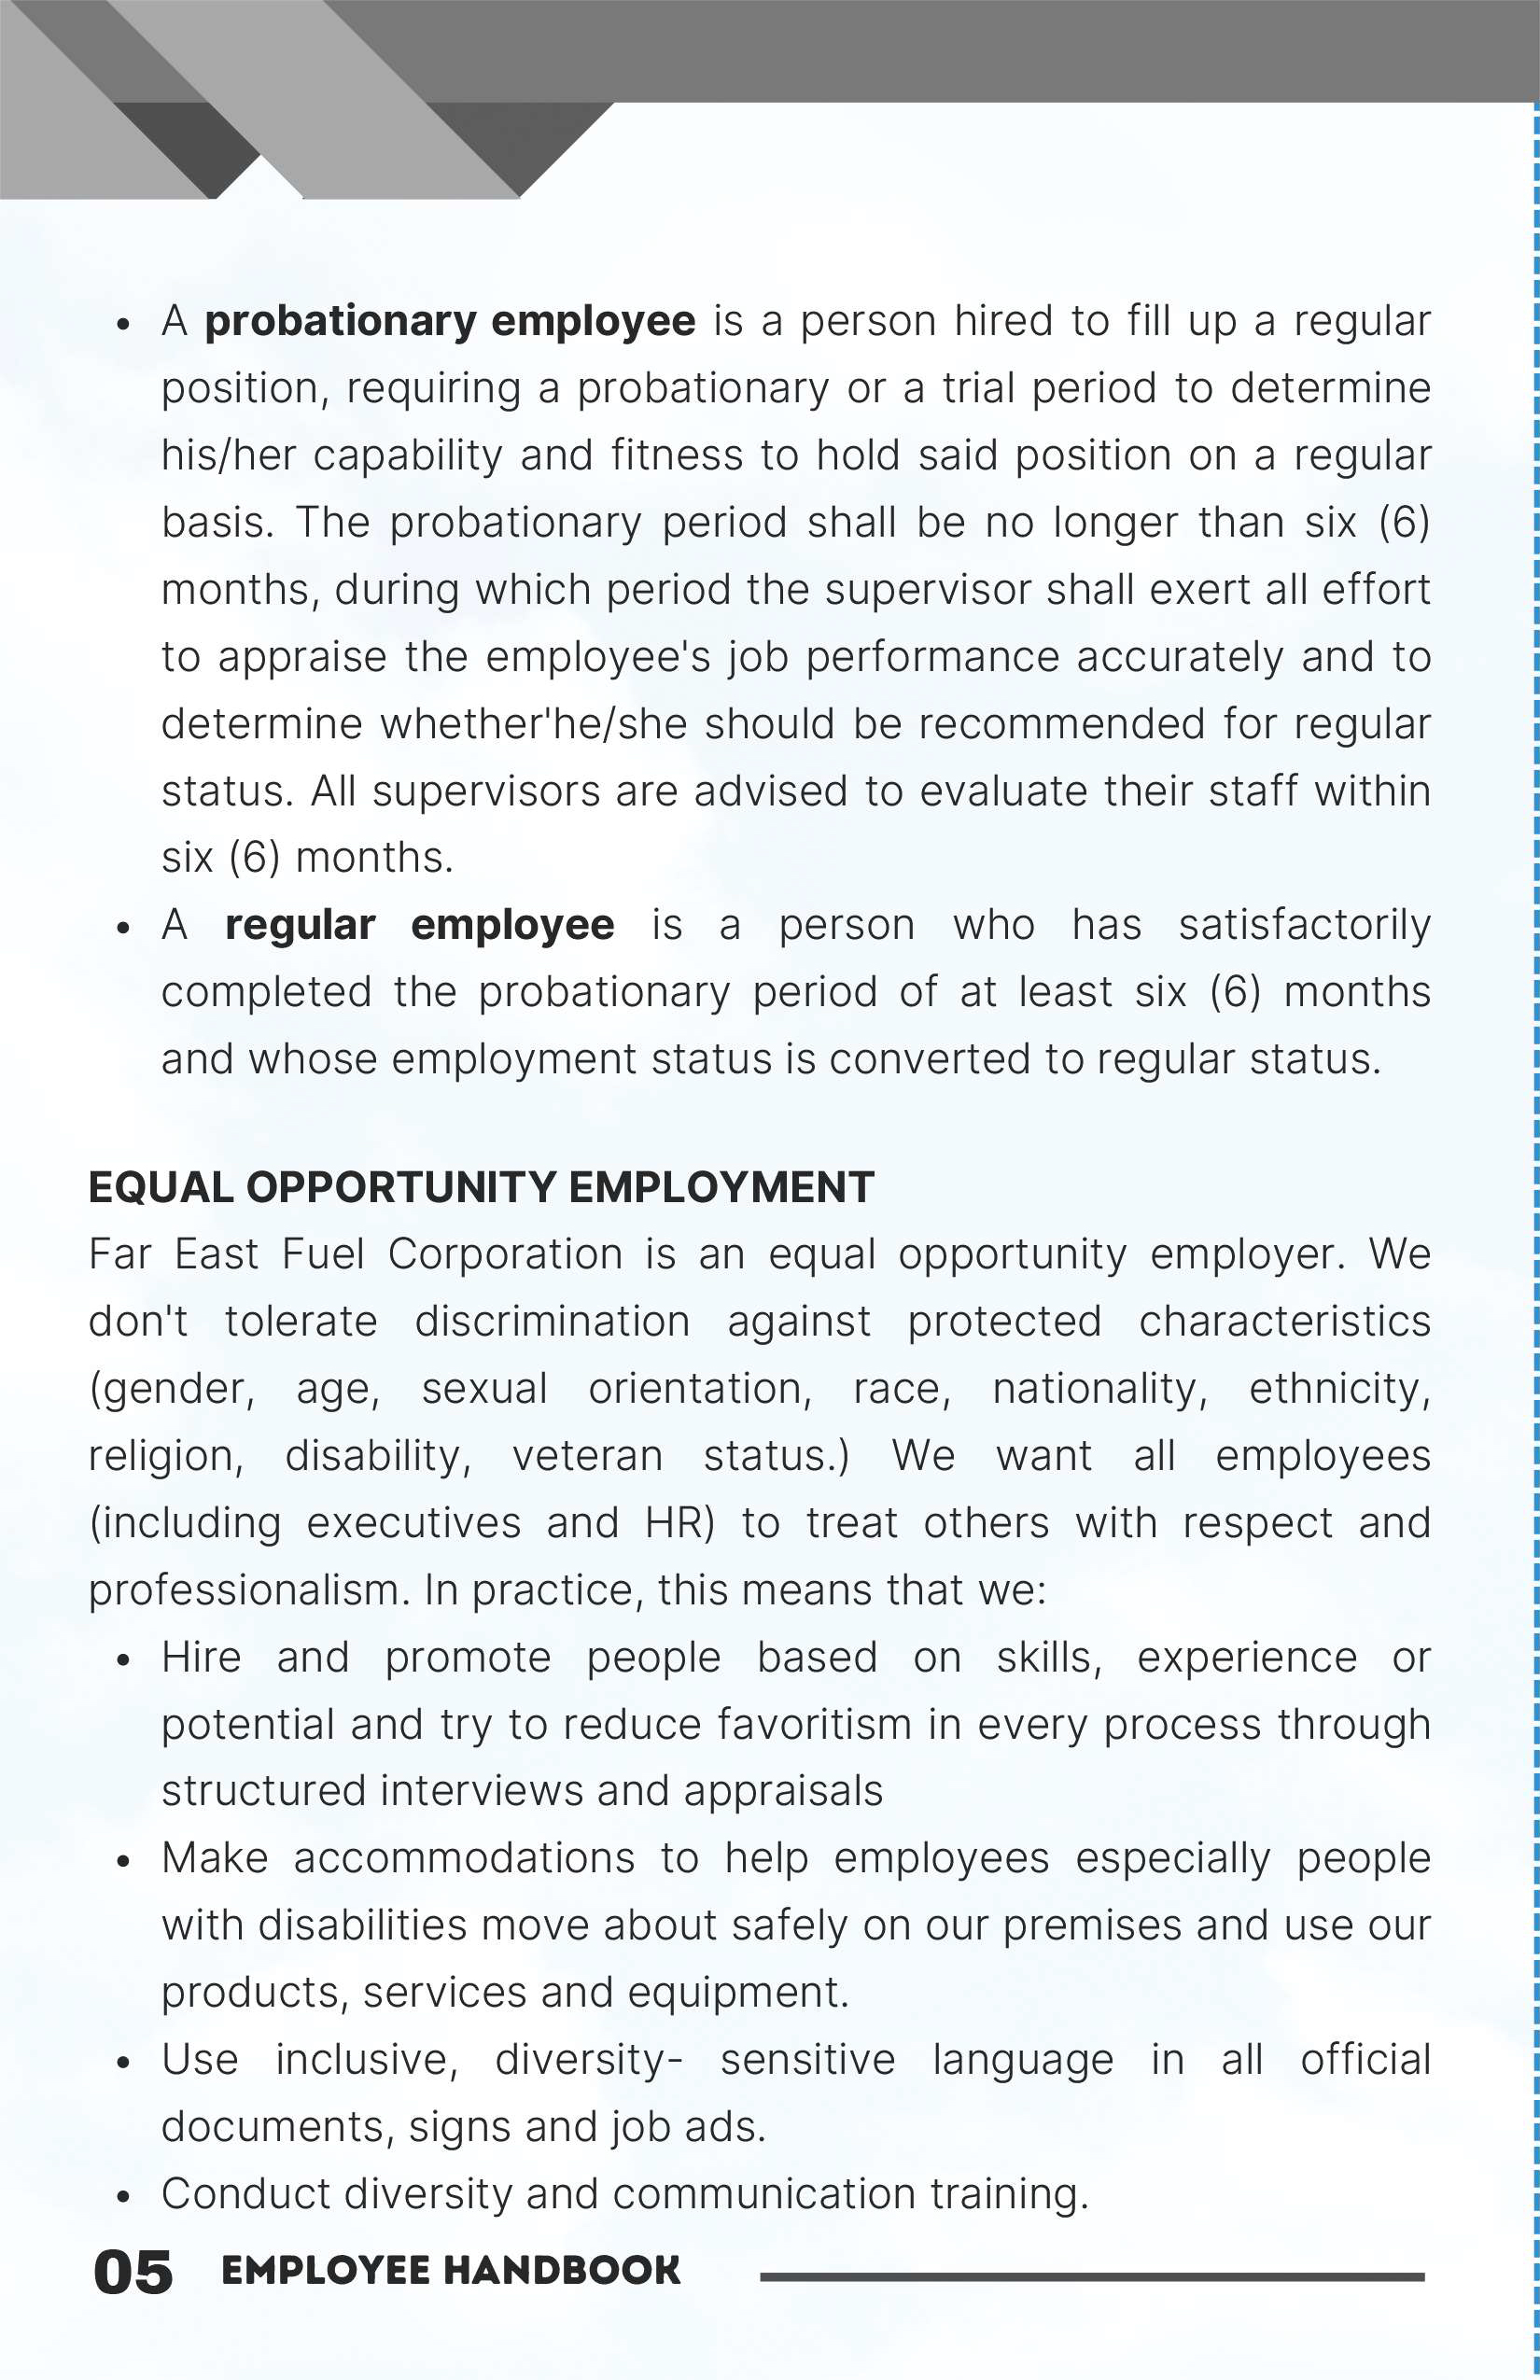 • A probationary employee is a person hired to fill up a regular
position, requiring a probationary or a trial period to determine
his/her capability and fitness to hold said position on a regular
basis. The probationary period shall be no longer than six (6)
months, during which period the supervisor shall exert all effort
to appraise the employee's job performance accurately and to
determine whether'he/she should be recommended for regular
status. All supervisors are advised to evaluate their staff within
six (6) months.
• A regular employee is a person who has satisfactorily
completed the probationary period of at least six (6) months
and whose employment status is converted to regular status.
EQUAL OPPORTUNITY EMPLOYMENT
Far East Fuel Corporation is an equal opportunity employer. We
don't tolerate discrimination against protected characteristics
(gender, age, sexual orientation, race, nationality, ethnicity,
religion, disability, veteran status.) We want all employees
(including executives and HR) to treat others with respect and
professionalism. In practice, this means that we:
• Hire and promote people based on skills, experience or
potential and try to reduce favoritism in every process through
structured interviews and appraisals
• Make accommodations to help employees especially people
with disabilities move about safely on our premises and use our
products, services and equipment.
• Use inclusive, diversity- sensitive language in all official
documents, signs and job ads.
• Conduct diversity and communication training.
05 EMPLOYEE HANDBOOK